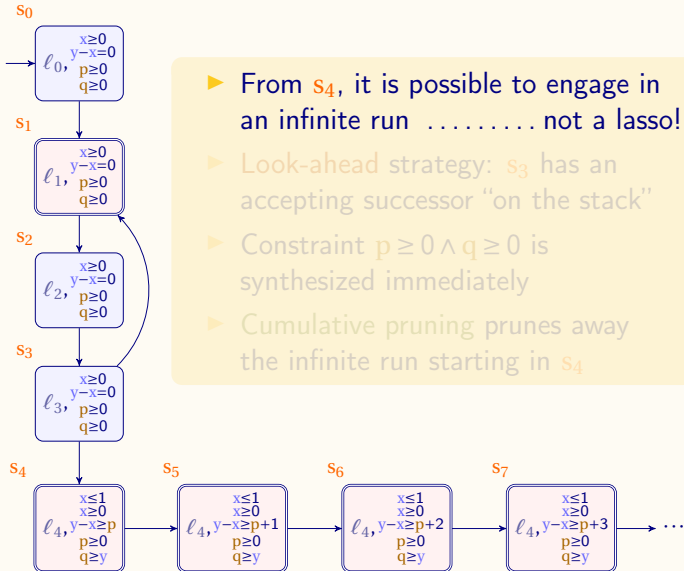 s₀
x≥0
y−x=0
ℓ₀,
p≥0
q≥0
s₁
x≥0
y−x=0
ℓ₁,
p≥0
q≥0
s₂
x≥0
y−x=0
ℓ₂,
p≥0
q≥0
s₃
x≥0
y−x=0
ℓ₃,
p≥0
q≥0
► From s₄, it is possible to engage in
an infinite run ......... not a lasso!
► Look-ahead strategy: s₃ has an
accepting successor “on the stack”
► Constraint p ≥ 0 ∧ q ≥ 0 is
synthesized immediately
► Cumulative pruning prunes away
the infinite run starting in s₄
s₄
x≤1
x≥0
ℓ₄, y−x≥p
p≥0
q≥y
s₅
x≤1
x≥0
ℓ₄, y−x≥p+1
p≥0
q≥y
s₆
x≤1
x≥0
ℓ₄, y−x≥p+2
p≥0
q≥y
s₇
x≤1
x≥0
ℓ₄, y−x≥p+3
p≥0
q≥y
...